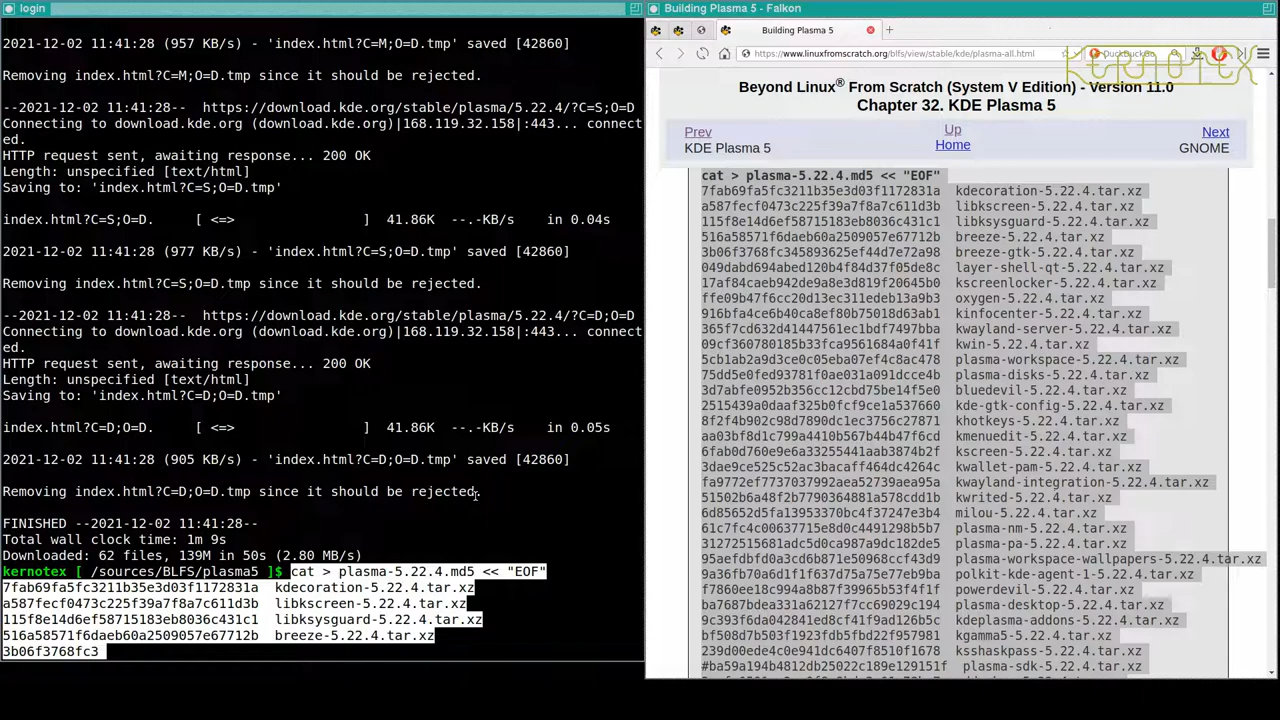 login
2021-12-02 11:41:28 (957 KB/s) - 'index.html?C=M;O=D.tmp' saved [42860]
Removing index.html?C=M;O=D.tmp since it should be rejected.
--2021-12-02 11:41:28-- https://download.kde.org/stable/plasma/5.22.4/?C=S;O=D
Connecting to download.kde.org (download.kde.org)|168.119.32.158|:443... connect
ed.
HTTP request sent, awaiting response... 200 OK
Length: unspecified [text/html]
Saving to: 'index.html?C=S;O=D.tmp'
index.html?C=S;O=D. [ <=> ] 41.86K --.-KB/s in 0.04s
2021-12-02 11:41:28 (977 KB/s) - 'index.html?C=S;O=D.tmp' saved [42860]
Removing index.html?C=S;O=D.tmp since it should be rejected.
--2021-12-02 11:41:28-- https://download.kde.org/stable/plasma/5.22.4/?C=D;O=D
Connecting to download.kde.org (download.kde.org)|168.119.32.158|:443... connect
ed.
HTTP request sent, awaiting response... 200 OK
Length: unspecified [text/html]
Saving to: 'index.html?C=D;O=D.tmp'
index.html?C=D;O=D. [ <=> ] 41.86K --.-KB/s in 0.05s
2021-12-02 11:41:28 (905 KB/s) - 'index.html?C=D;O=D.tmp' saved [42860]
Removing index.html?C=D;O=D.tmp since it should be rejected.
FINISHED --2021-12-02 11:41:28--
Total wall clock time: 1m 9s
Downloaded: 62 files, 139M in 50s (2.80 MB/s)
kernotex [ /sources/BLFS/plasma5 ]$ cat > plasma-5.22.4.md5 << "EOF"
7fab69fa5fc3211b35e3d03f1172831a kdecoration-5.22.4.tar.xz
a587fecf0473c225f39a7f8a7c611d3b libkscreen-5.22.4.tar.xz
115f8e14d6ef58715183eb8036c431c1 libksysguard-5.22.4.tar.xz
516a58571f6daeb60a2509057e67712b breeze-5.22.4.tar.xz
3b06f3768fc3
Building Plasma 5 - Falkon
Building Plasma 5
https://www.linuxfromscratch.org/blfs/view/stable/kde/plasma-all.html
DuckDuckGo
KERNOTEX
Beyond Linux® From Scratch (System V Edition) - Version 11.0
Chapter 32. KDE Plasma 5
Prev Up Next
KDE Plasma 5 Home GNOME
cat > plasma-5.22.4.md5 << "EOF"
7fab69fa5fc3211b35e3d03f1172831a kdecoration-5.22.4.tar.xz
a587fecf0473c225f39a7f8a7c611d3b libkscreen-5.22.4.tar.xz
115f8e14d6ef58715183eb8036c431c1 libksysguard-5.22.4.tar.xz
516a58571f6daeb60a2509057e67712b breeze-5.22.4.tar.xz
3b06f3768fc345893625ef44d7e72a98 breeze-gtk-5.22.4.tar.xz
049dabd694abed120b4f84d37f05de8c layer-shell-qt-5.22.4.tar.xz
17af84caeb942de9a8e3d819f20645b0 kscreenlocker-5.22.4.tar.xz
ffe09b47f6cc20d13ec311edeb13a9b3 oxygen-5.22.4.tar.xz
916bfa4ce6b40ca8ef80b75018d63ab1 kinfocenter-5.22.4.tar.xz
365f7cd632d41447561ec1bdf7497bba kwayland-server-5.22.4.tar.xz
09cf360780185b33fca9561684a0f41f kwin-5.22.4.tar.xz
5cb1ab2a9d3ce0c05eba07ef4c8ac478 plasma-workspace-5.22.4.tar.xz
75dd5e0fed93781f0ae031a091dcce4b plasma-disks-5.22.4.tar.xz
3d7abfe0952b356cc12cbd75be14f5e0 bluedevil-5.22.4.tar.xz
2515439a0daaf325b0fcf9ce1a537660 kde-gtk-config-5.22.4.tar.xz
8f2f4b902c98d7890dc1ec3756c27871 khotkeys-5.22.4.tar.xz
aa03bf8d1c799a4410b567b44b47f6cd kmenuedit-5.22.4.tar.xz
6fab0d760e9e6a33256441aab3874b2f kscreen-5.22.4.tar.xz
3dae9ce525c52ac3bacaff464dc4264c kwallet-pam-5.22.4.tar.xz
fa9772ef7737037992aea52739aea95a kwayland-integration-5.22.4.tar.xz
51502b6a48f2b7790364881a578cdd1b kwrited-5.22.4.tar.xz
6d85652d5fa13953370bc4f37247e3b4 milou-5.22.4.tar.xz
61c7fc4c00637715e8d0c4491298b5b7 plasma-nm-5.22.4.tar.xz
31272515681adc5d0ca987a9dc182de5 plasma-pa-5.22.4.tar.xz
95aefdbfd0a3cd6b871e50968ccf43d9 plasma-workspace-wallpapers-5.22.4.tar.xz
9a36fb70a6d1f1f637d75a75e77eb9ba polkit-kde-agent-1-5.22.4.tar.xz
f7860ee18c994a8b87f39965b53f4f1f powerdevil-5.22.4.tar.xz
ba7687bdea331a62127f7cc69029c194 plasma-desktop-5.22.4.tar.xz
9c3f6da042841ed8cf41f9ad126b5c kdeplasma-addons-5.22.4.tar.xz
bf508d7b503f1923fdb5fbd22f957981 kgamma5-5.22.4.tar.xz
239d00ede4c0e941dc6407f8510f1678 ksshaskpass-5.22.4.tar.xz
#ba59a194b4812db25022c189e129151f plasma-sdk-5.22.4.tar.xz